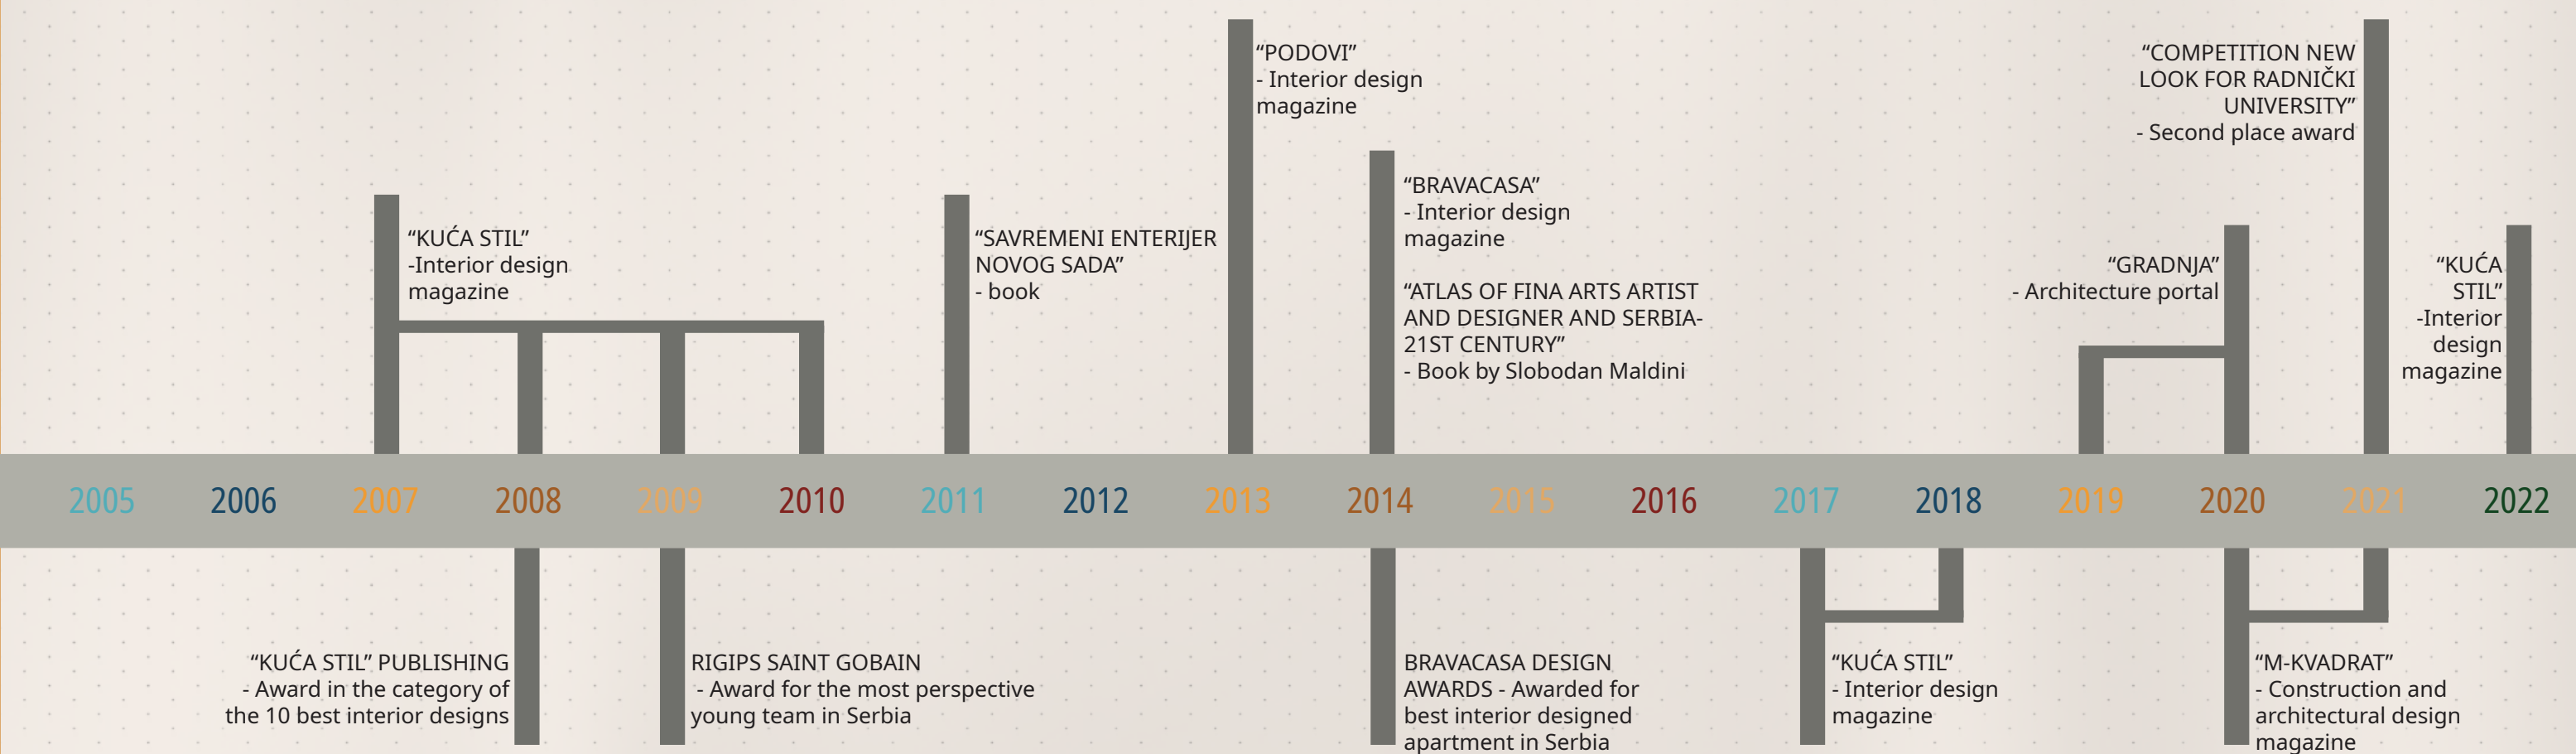 “PODOVI”
- Interior design
magazine
“COMPETITION NEW
LOOK FOR RADNIČKI
UNIVERSITY”
- Second place award
“KUĆA STIL”
-Interior design
magazine
“SAVREMENI ENTERIJER
NOVOG SADA”
- book
“BRAVACASA”
- Interior design
magazine
“ATLAS OF FINA ARTS ARTIST
AND DESIGNER AND SERBIA-
21ST CENTURY”
- Book by Slobodan Maldini
“GRADNJA”
- Architecture portal
“KUĆA
STIL”
-Interior
design
magazine
2005 2006 2007 2008 2009 2010 2011 2012 2013 2014 2015 2016 2017 2018 2019 2020 2021 2022
“KUĆA STIL” PUBLISHING
- Award in the category of
the 10 best interior designs
RIGIPS SAINT GOBAIN
- Award for the most perspective
young team in Serbia
BRAVACASA DESIGN
AWARDS - Awarded for
best interior designed
apartment in Serbia
“KUĆA STIL”
- Interior design
magazine
“M-KVADRAT”
- Construction and
architectural design
magazine